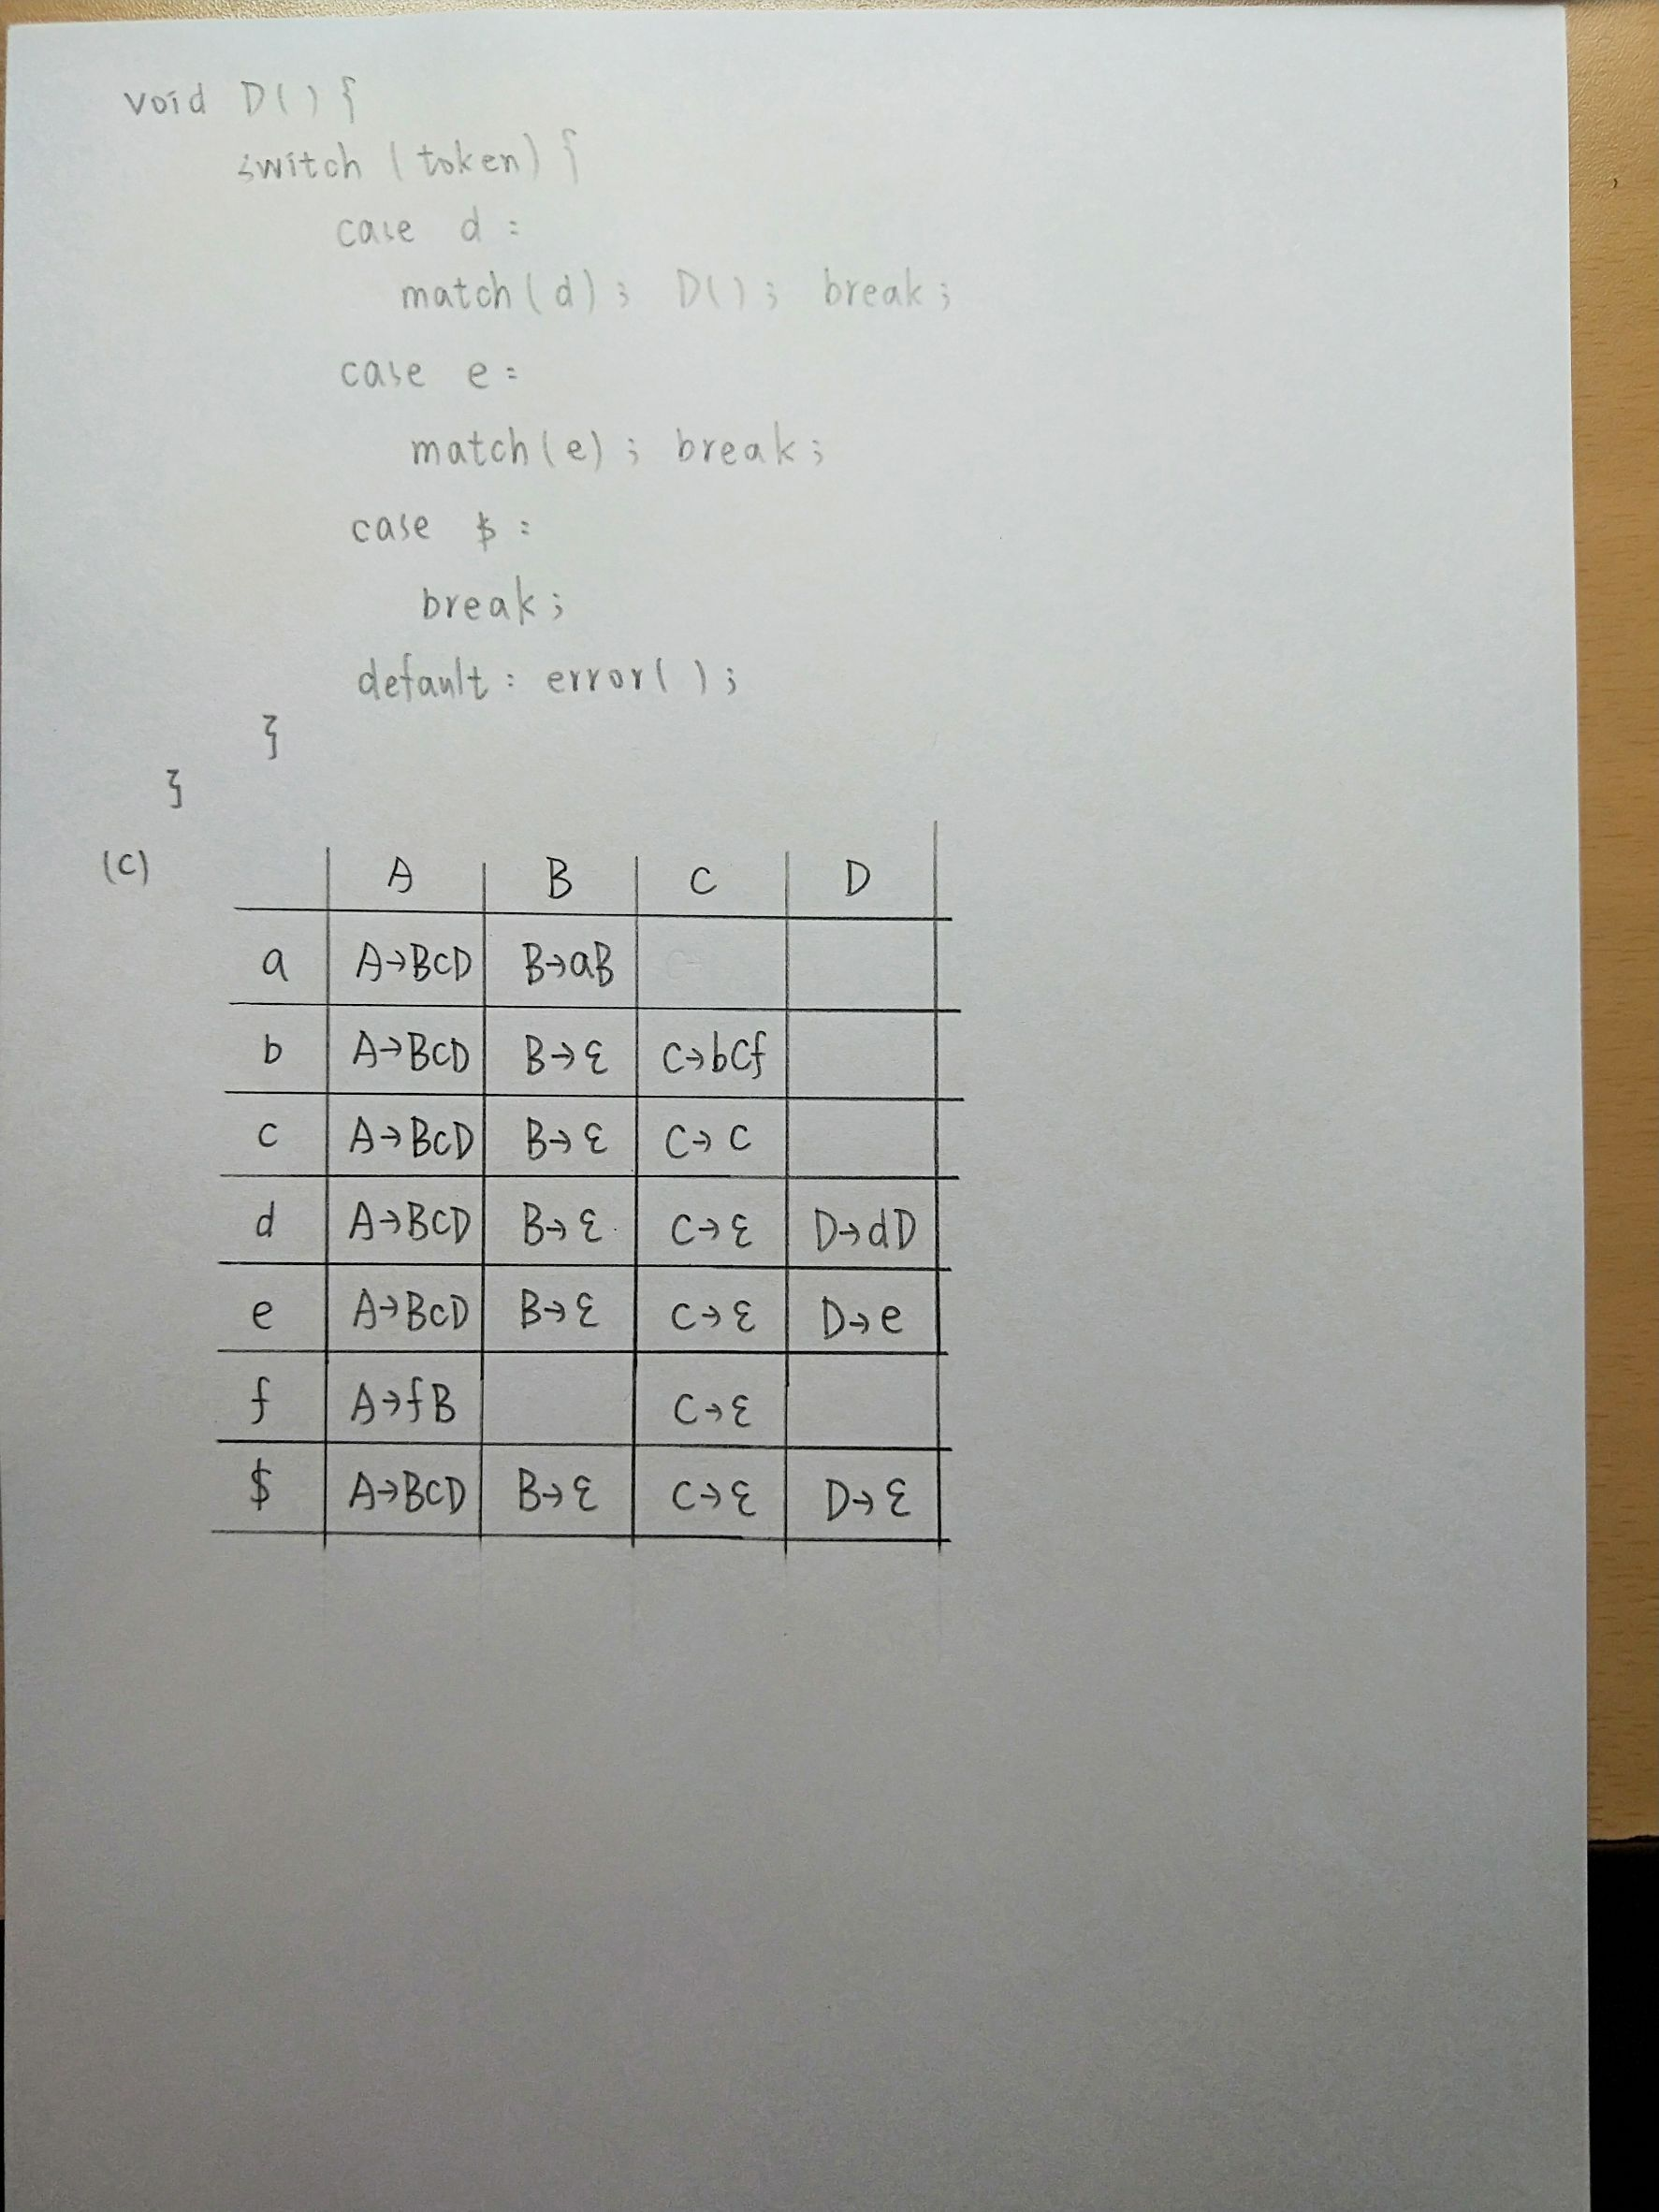 void D() {
switch (token) {
case d :
match(d) ; D() ; break ;
case e :
match(e) ; break ;
case $ :
break ;
default : error( ) ;
}
}
(c) A B C D
a A→BCD B→aB
b A→BCD B→ε C→bCf
c A→BCD B→ε C→c
d A→BCD B→ε C→ε D→dD
e A→BCD B→ε C→ε D→e
f A→fB C→ε
$ A→BCD B→ε C→ε D→ε